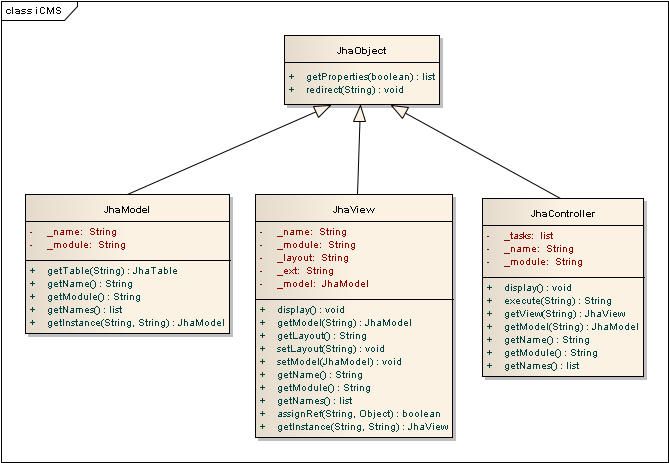 class iCMS
JhaObject
+ getProperties(boolean) : list
+ redirect(String) : void
JhaModel
- _name: String
- _module: String
+ getTable(String) : JhaTable
+ getName() : String
+ getModule() : String
+ getNames() : list
+ getInstance(String, String) : JhaModel
JhaView
- _name: String
- _module: String
- _layout: String
- _ext: String
- _model: JhaModel
+ display() : void
+ getModel(String) : JhaModel
+ getLayout() : String
+ setLayout(String) : void
+ setModel(JhaModel) : void
+ getName() : String
+ getModule() : String
+ getNames() : list
+ assignRef(String, Object) : boolean
+ getInstance(String, String) : JhaView
JhaController
- _tasks: list
- _name: String
- _module: String
+ display() : void
+ execute(String) : String
+ getView(String) : JhaView
+ getModel(String) : JhaModel
+ getName() : String
+ getModule() : String
+ getNames() : list